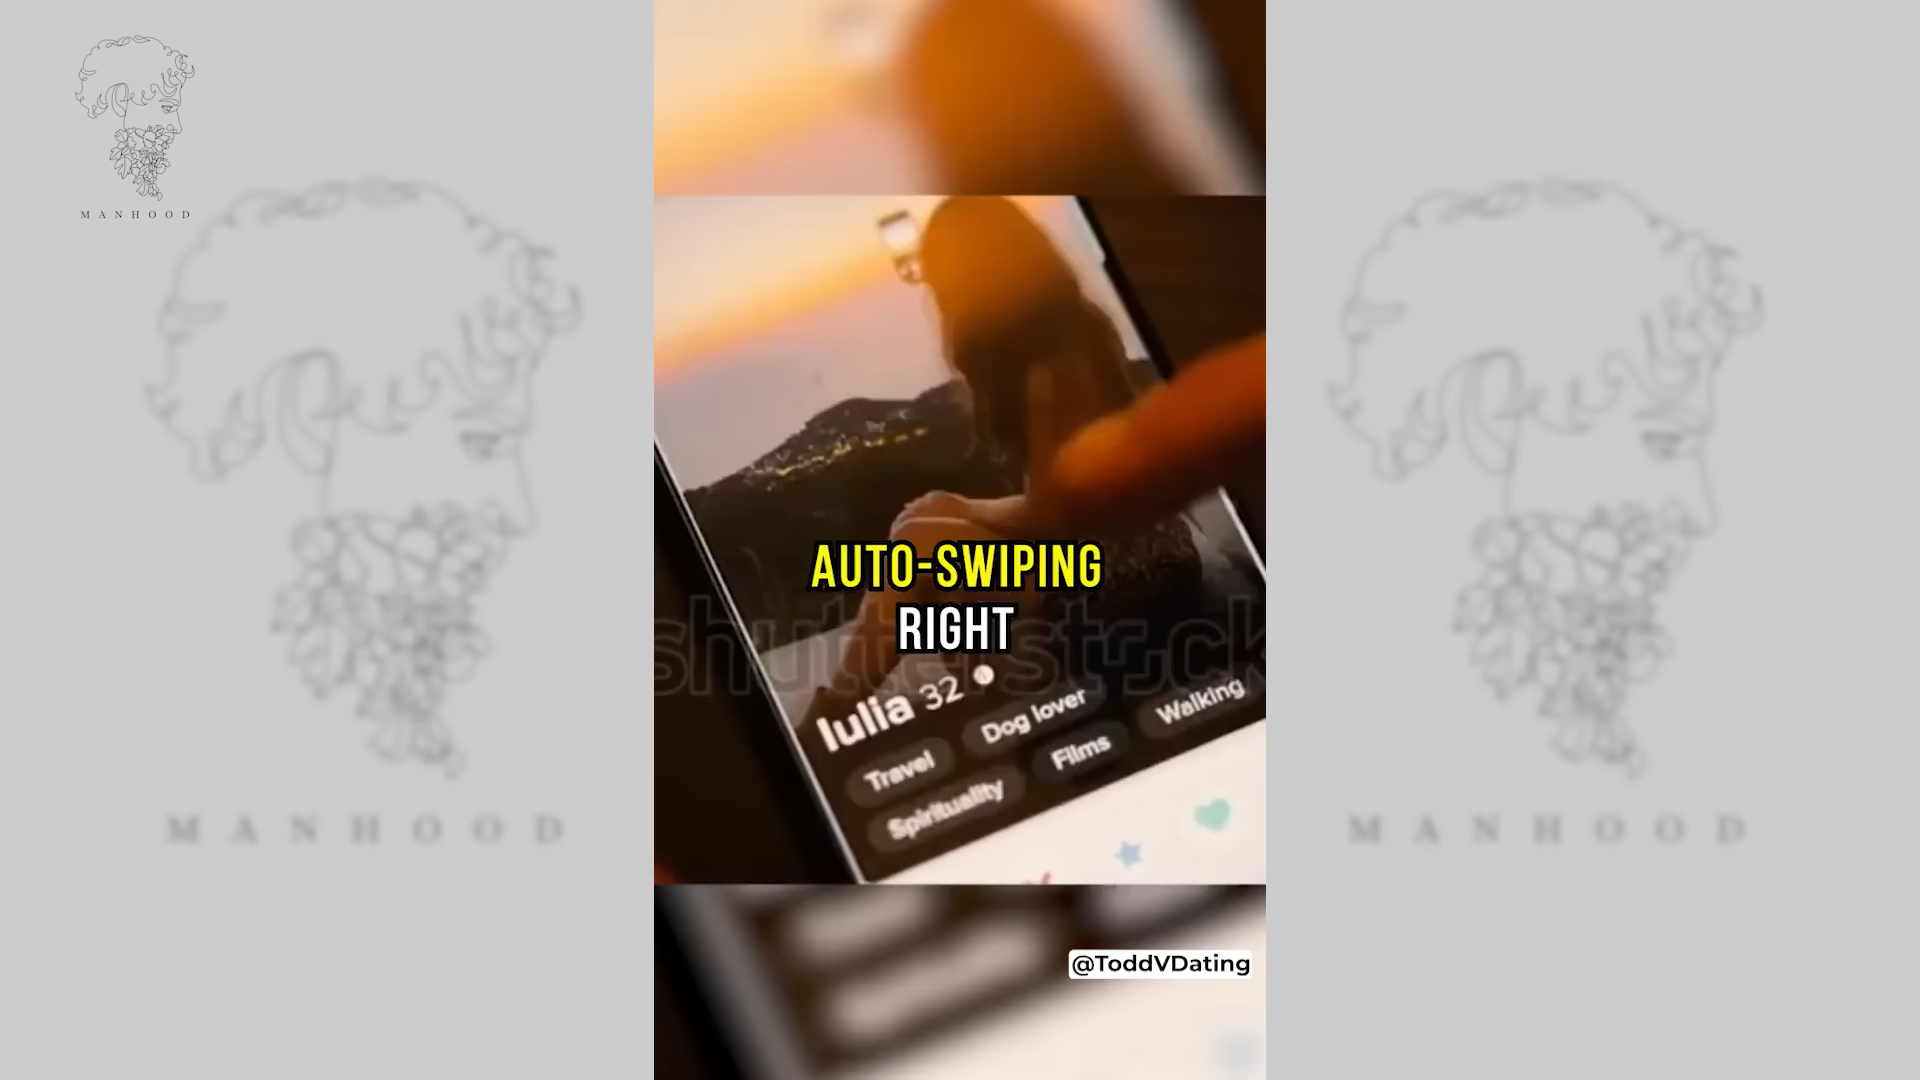 MANHOOD
AUTO-SWIPING
RIGHT
shutterstock
Iulia 32
Travel
Dog lover
Walking
Spirituality
Films
@ToddVDating
MANHOOD
MANHOOD